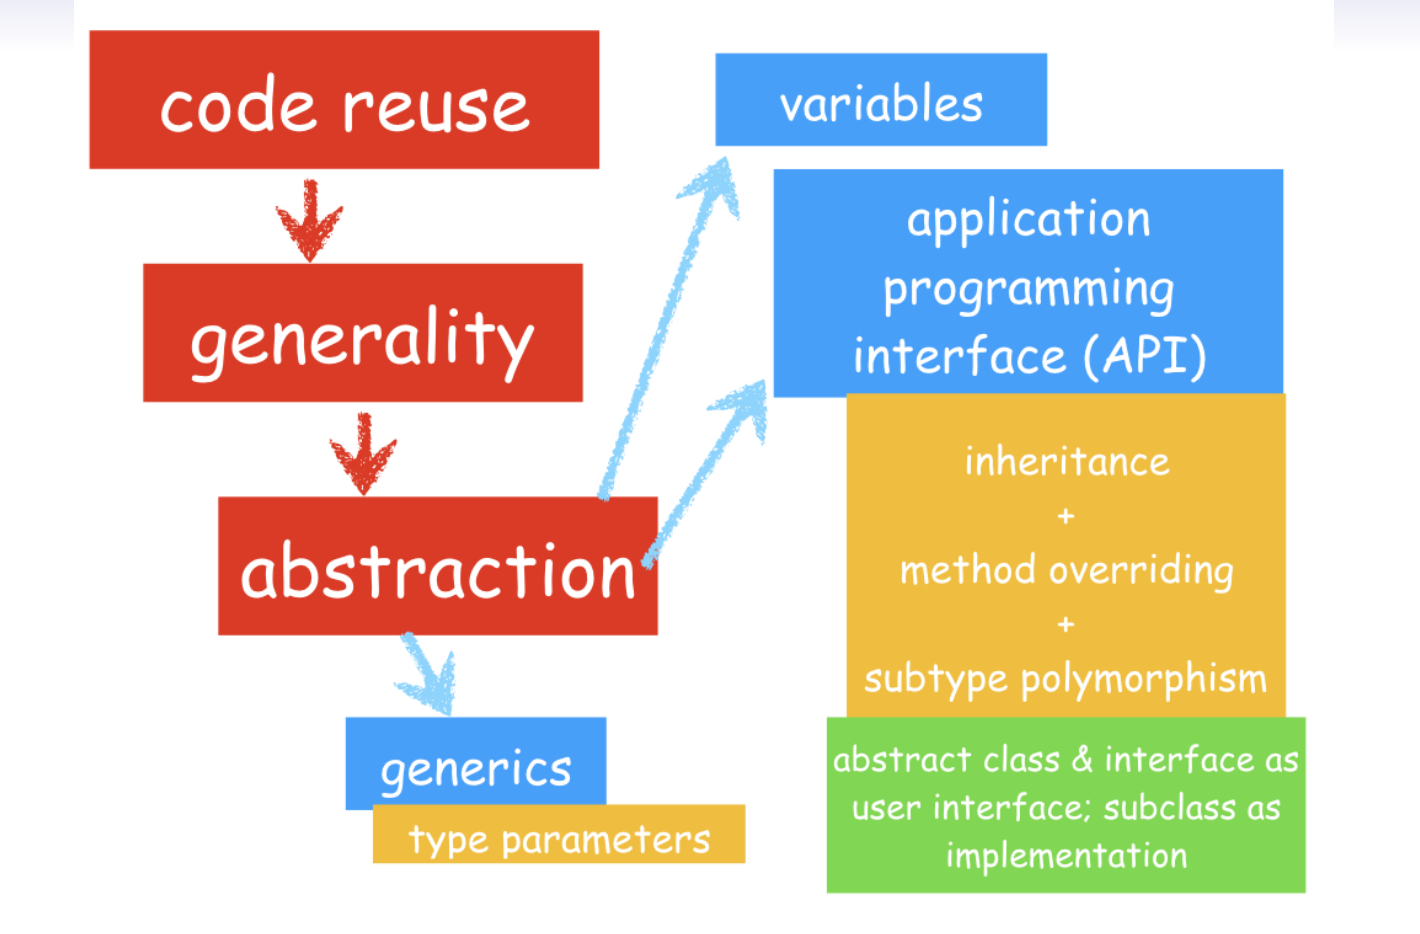 code reuse
generality
abstraction
generics
type parameters
variables
application
programming
interface (API)
inheritance
+
method overriding
+
subtype polymorphism
abstract class & interface as
user interface; subclass as
implementation